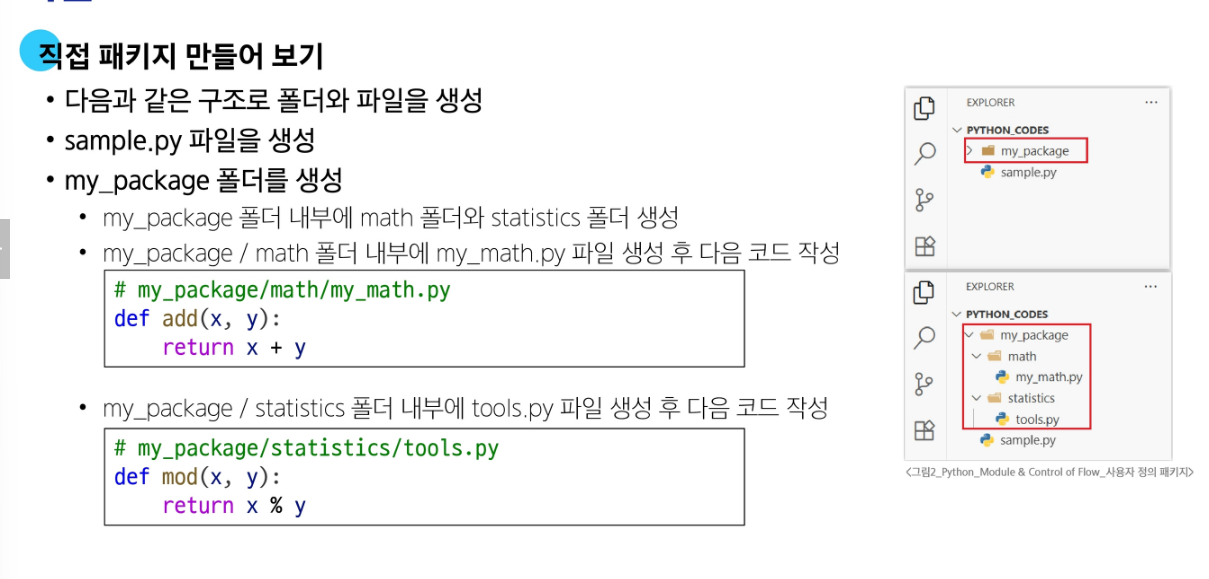 직접 패키지 만들어 보기
• 다음과 같은 구조로 폴더와 파일을 생성
• sample.py 파일을 생성
• my_package 폴더를 생성
• my_package 폴더 내부에 math 폴더와 statistics 폴더 생성
• my_package / math 폴더 내부에 my_math.py 파일 생성 후 다음 코드 작성
# my_package/math/my_math.py
def add(x, y):
    return x + y
• my_package / statistics 폴더 내부에 tools.py 파일 생성 후 다음 코드 작성
# my_package/statistics/tools.py
def mod(x, y):
    return x % y
EXPLORER ...
PYTHON_CODES
my_package
sample.py
EXPLORER ...
PYTHON_CODES
my_package
math
my_math.py
statistics
tools.py
sample.py
<그림2_Python_Module & Control of Flow_사용자 정의 패키지>